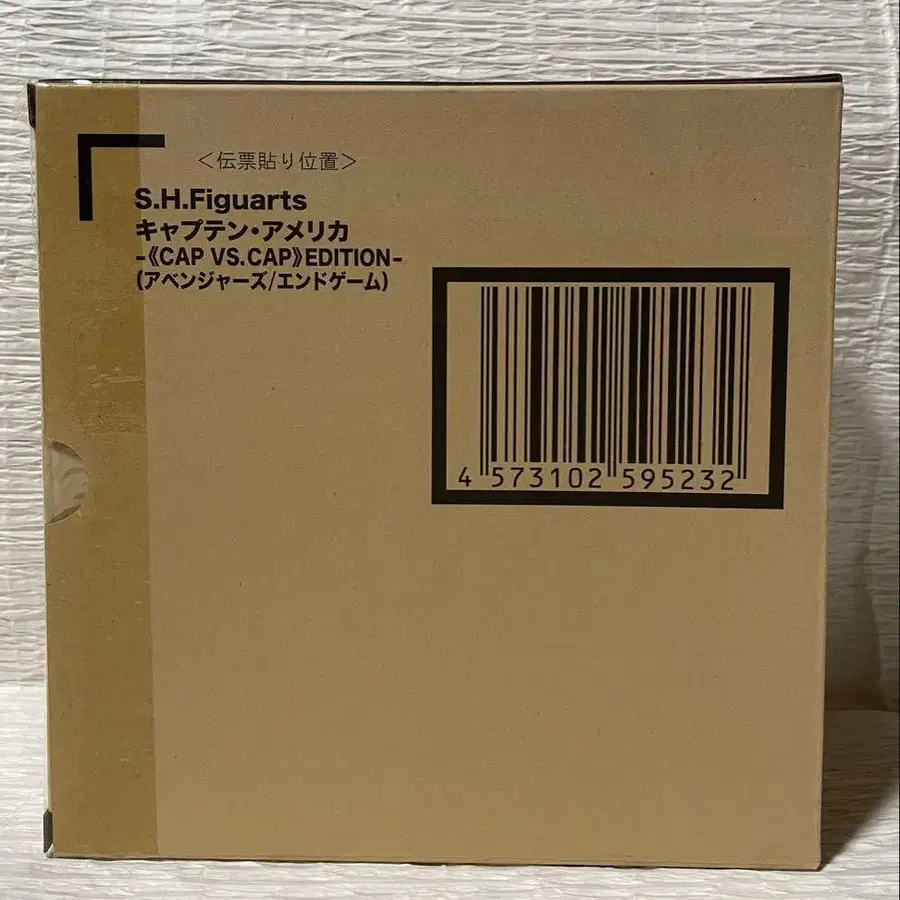 ＜伝票貼り位置＞
S.H.Figuarts
キャプテン・アメリカ
-《CAP VS.CAP》EDITION-
(アベンジャーズ/エンドゲーム)
4 573102 595232